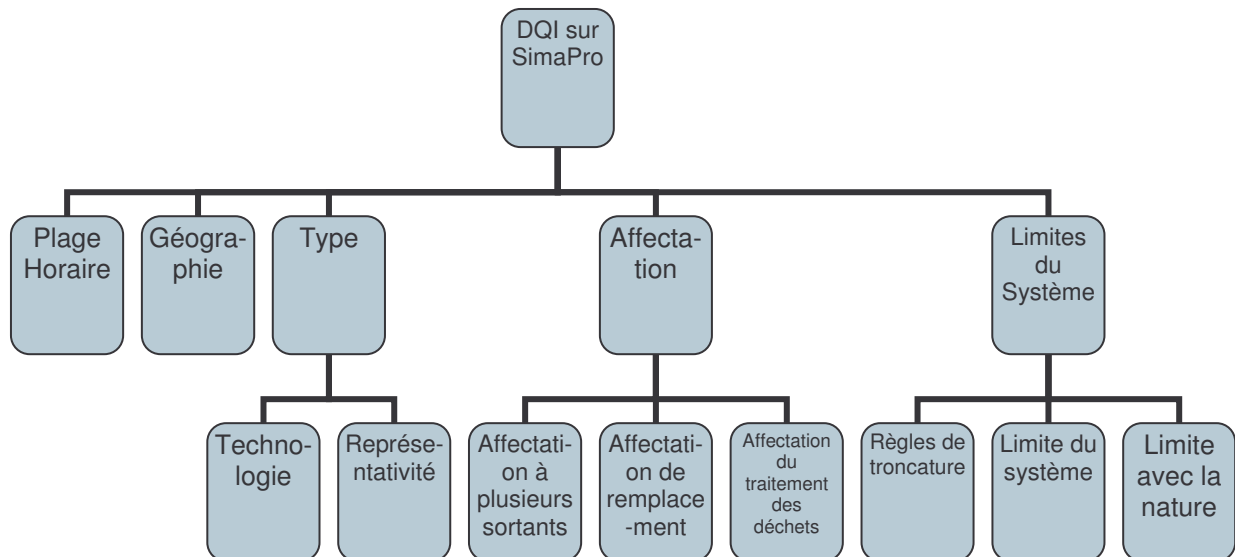 DQI sur
SimaPro
Plage
Horaire
Géogra-
phie
Type
Affecta-
tion
Limites
du
Système
Techno-
logie
Représe-
ntativité
Affectati-
on à
plusieurs
sortants
Affectati-
on de
remplace
-ment
Affectation
du
traitement
des
déchets
Règles de
troncature
Limite du
système
Limite
avec la
nature